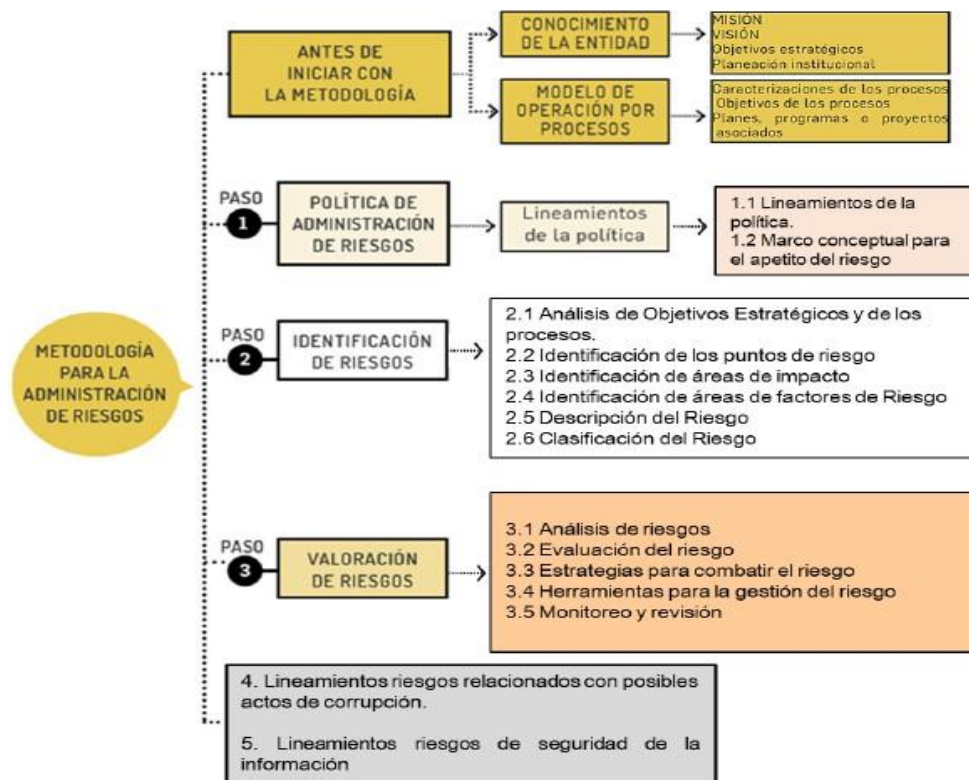 METODOLOGÍA
PARA LA
ADMINISTRACIÓN
DE RIESGOS
ANTES DE
INICIAR CON
LA METODOLOGÍA
CONOCIMIENTO
DE LA ENTIDAD
MISIÓN
VISIÓN
Objetivos estratégicos
Planeación institucional
MODELO DE
OPERACIÓN POR
PROCESOS
Caracterizaciones de los procesos
Objetivos de los procesos
Planes, programas o proyectos
asociados
PASO
1
POLÍTICA DE
ADMINISTRACIÓN
DE RIESGOS
Lineamientos
de la política
1.1 Lineamientos de la
política.
1.2 Marco conceptual para
el apetito del riesgo
PASO
2
IDENTIFICACIÓN
DE RIESGOS
2.1 Análisis de Objetivos Estratégicos y de los
procesos.
2.2 Identificación de los puntos de riesgo
2.3 Identificación de áreas de impacto
2.4 Identificación de áreas de factores de Riesgo
2.5 Descripción del Riesgo
2.6 Clasificación del Riesgo
PASO
3
VALORACIÓN
DE RIESGOS
3.1 Análisis de riesgos
3.2 Evaluación del riesgo
3.3 Estrategias para combatir el riesgo
3.4 Herramientas para la gestión del riesgo
3.5 Monitoreo y revisión
4. Lineamientos riesgos relacionados con posibles
actos de corrupción.
5. Lineamientos riesgos de seguridad de la
información